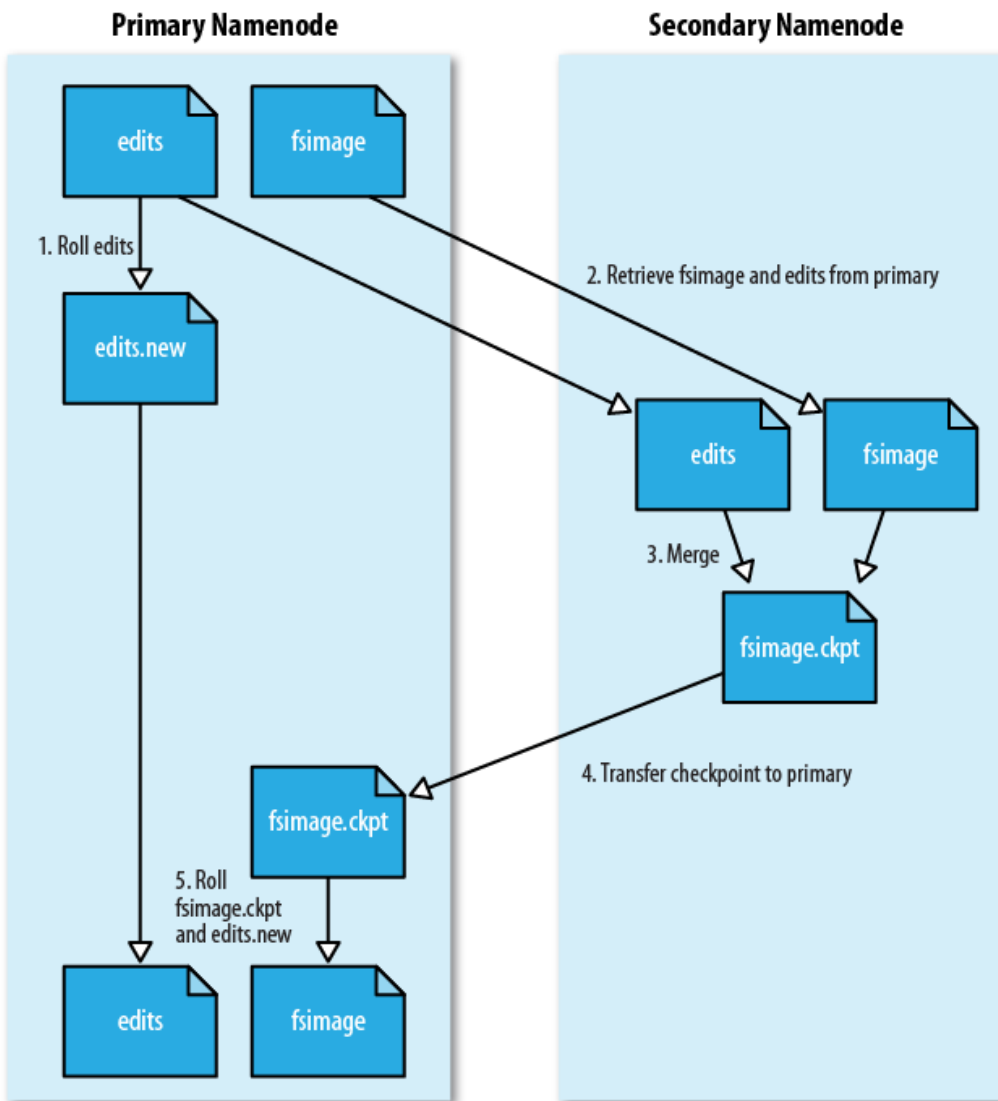 Primary Namenode
Secondary Namenode
edits
fsimage
1. Roll edits
2. Retrieve fsimage and edits from primary
edits.new
edits
fsimage
3. Merge
fsimage.ckpt
4. Transfer checkpoint to primary
fsimage.ckpt
5. Roll
fsimage.ckpt
and edits.new
edits
fsimage